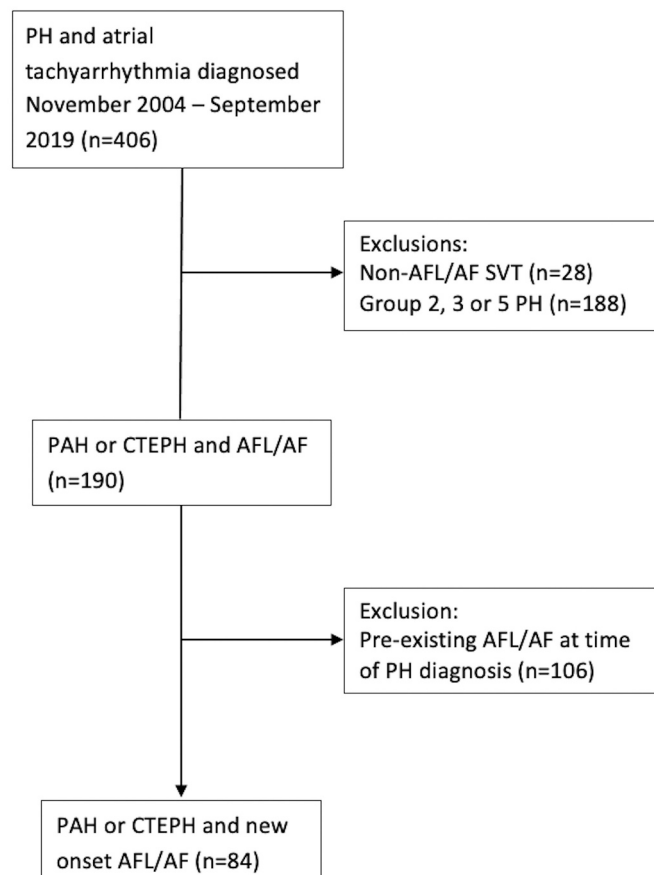 PH and atrial
tachyarrhythmia diagnosed
November 2004 – September
2019 (n=406)
Exclusions:
Non-AFL/AF SVT (n=28)
Group 2, 3 or 5 PH (n=188)
PAH or CTEPH and AFL/AF
(n=190)
Exclusion:
Pre-existing AFL/AF at time
of PH diagnosis (n=106)
PAH or CTEPH and new
onset AFL/AF (n=84)